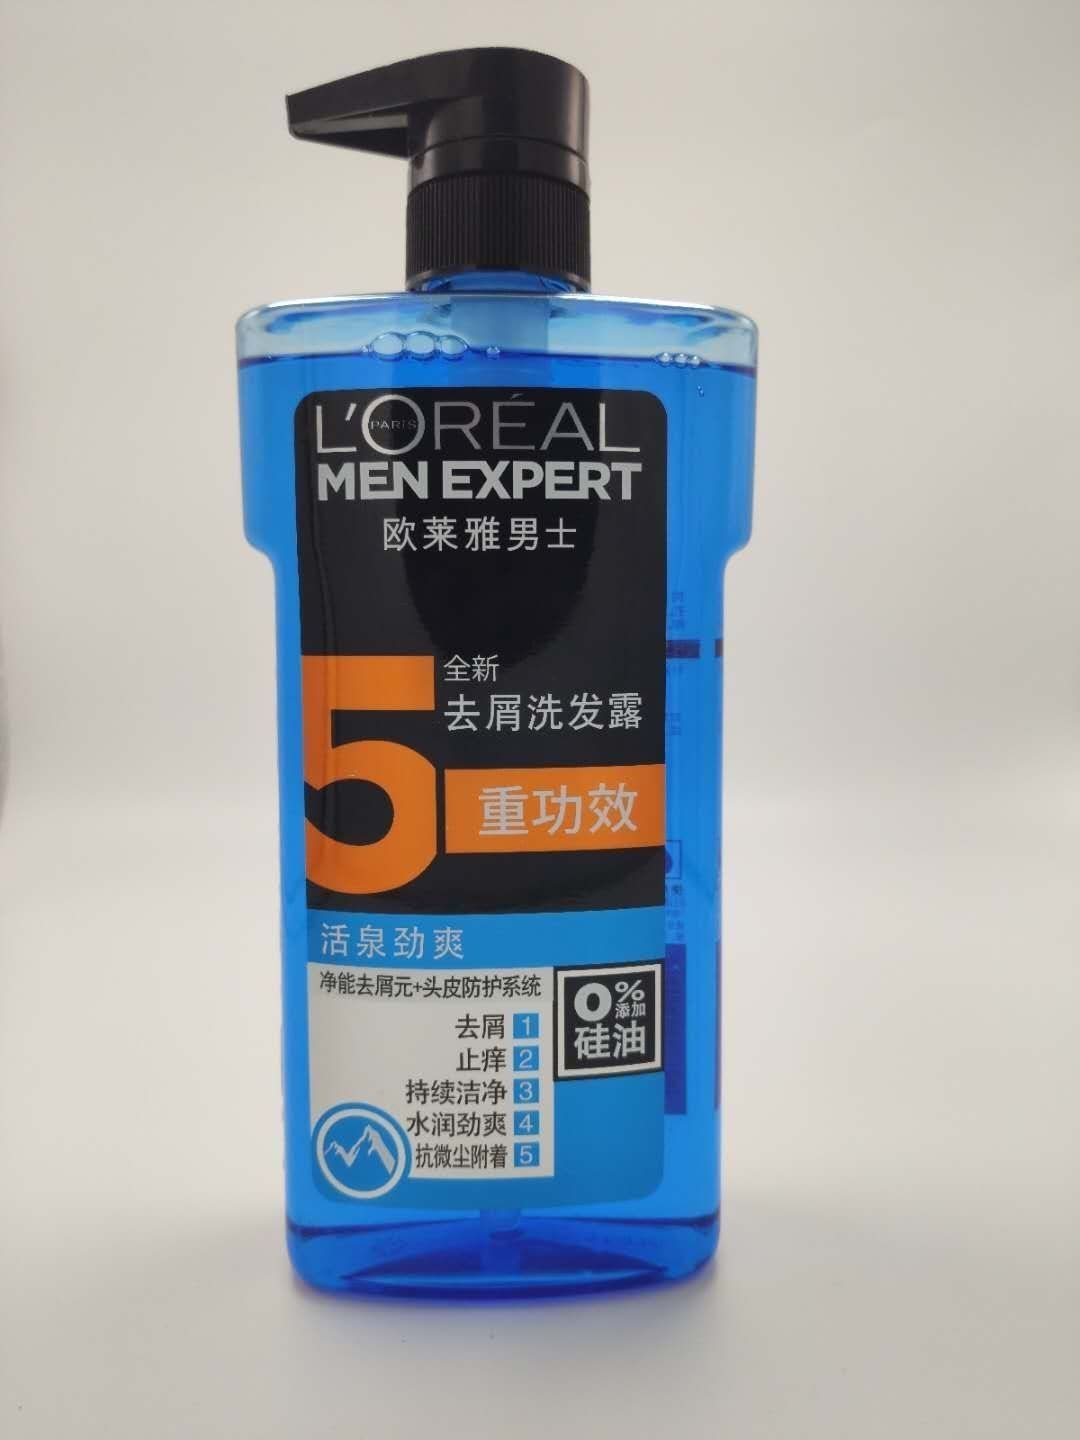 L'ORÉAL
PARIS
MEN EXPERT
欧莱雅男士
全新
去屑洗发露
5
重功效
活泉劲爽
净能去屑元+头皮防护系统
0%
添加
硅油
去屑 1
止痒 2
持续洁净 3
水润劲爽 4
抗微尘附着 5